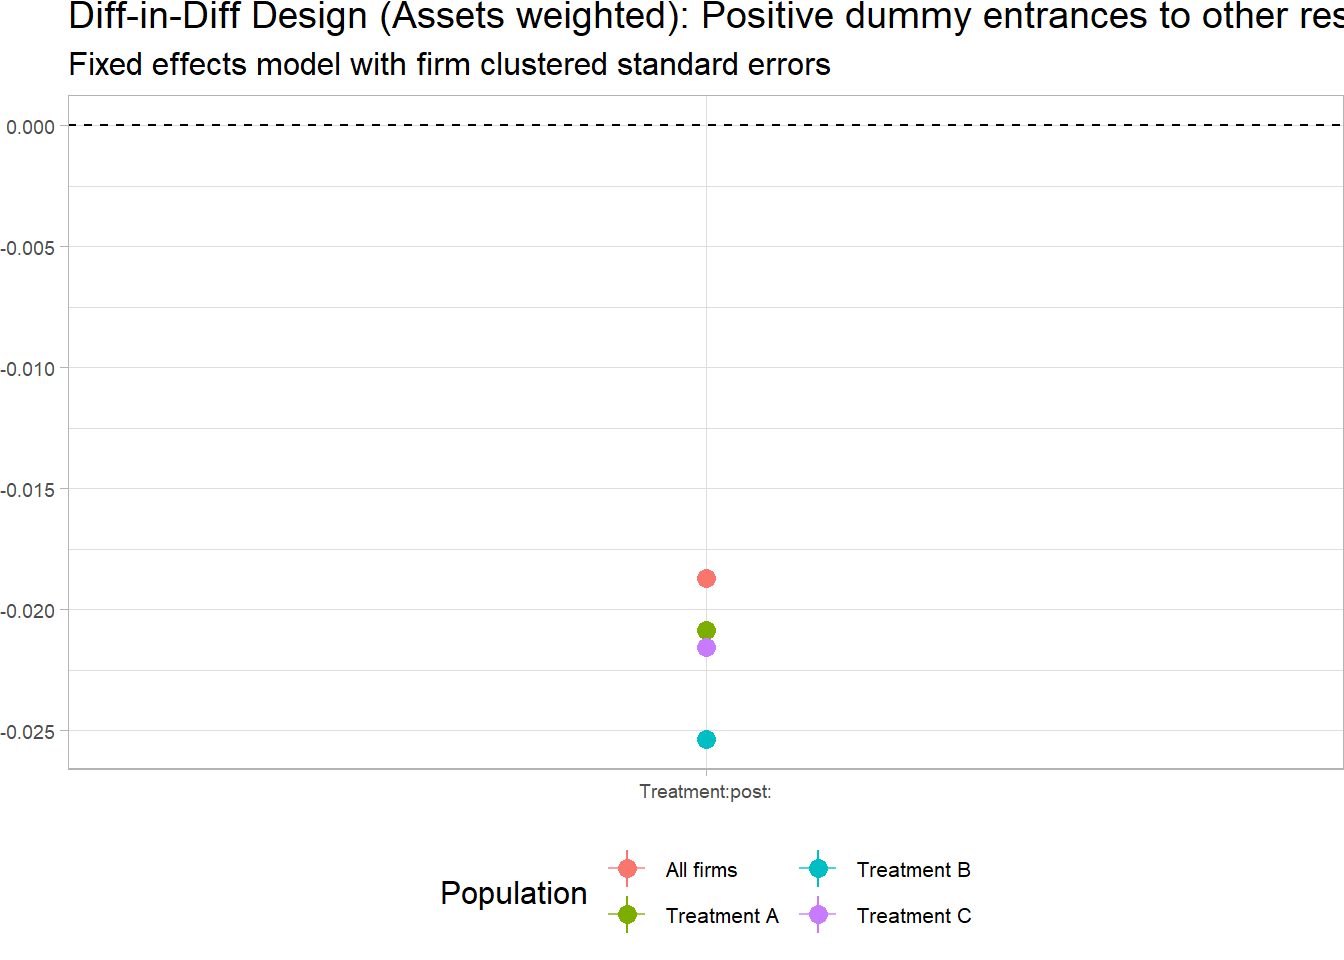 Diff-in-Diff Design (Assets weighted): Positive dummy entrances to other res
Fixed effects model with firm clustered standard errors
0.000
-0.005
-0.010
-0.015
-0.020
-0.025
Treatment:post:
Population
All firms
Treatment B
Treatment A
Treatment C